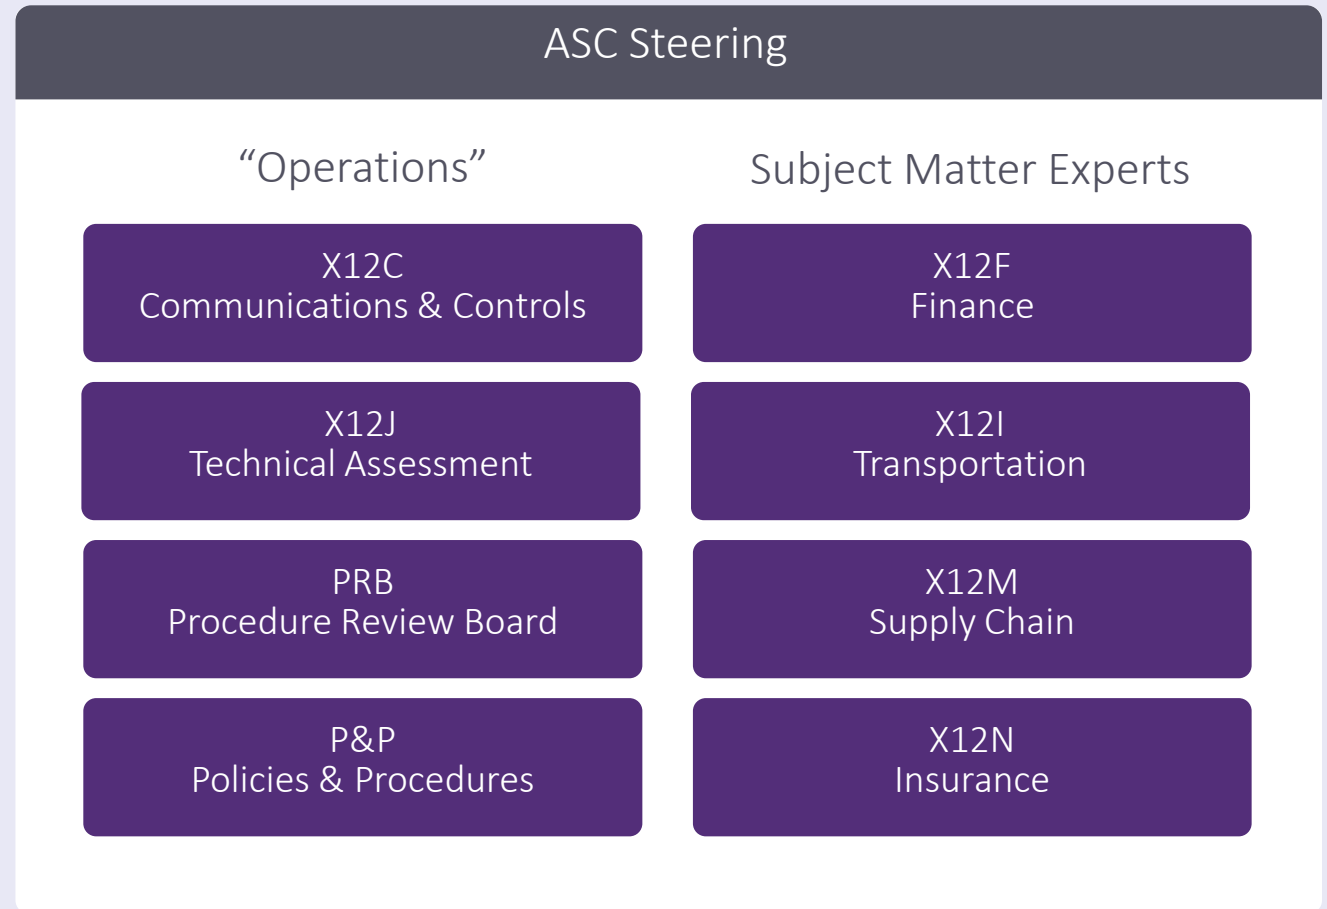 ASC Steering
“Operations”
X12C
Communications & Controls
X12J
Technical Assessment
PRB
Procedure Review Board
P&P
Policies & Procedures
Subject Matter Experts
X12F
Finance
X12I
Transportation
X12M
Supply Chain
X12N
Insurance